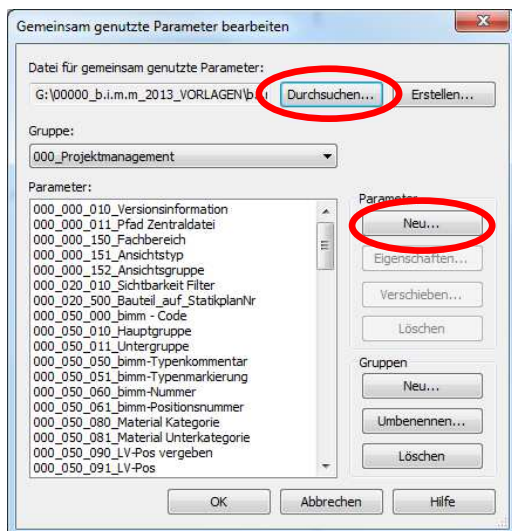 Gemeinsam genutzte Parameter bearbeiten
Datei für gemeinsam genutzte Parameter:
G:\00000_b.i.m.m_2013_VORLAGEN\b. Durchsuchen... Erstellen...
Gruppe:
000_Projektmanagement
Parameter:
000_000_010_Versionsinformation
000_000_011_Pfad Zentraldatei
000_000_150_Fachbereich
000_000_151_Ansichtstyp
000_000_152_Ansichtsgruppe
000_020_010_Sichtbarkeit Filter
000_020_500_Bauteil_auf_StatikplanNr
000_050_000_bimm - Code
000_050_010_Hauptgruppe
000_050_011_Untergruppe
000_050_050_bimm-Typenkommentar
000_050_051_bimm-Typenmarkierung
000_050_060_bimm-Nummer
000_050_061_bimm-Positionsnummer
000_050_080_Material Kategorie
000_050_081_Material Unterkategorie
000_050_090_LV-Pos vergeben
000_050_091_LV-Pos
Parameter
Neu...
Eigenschaften...
Verschieben...
Löschen
Gruppen
Neu...
Umbenennen...
Löschen
OK Abbrechen Hilfe